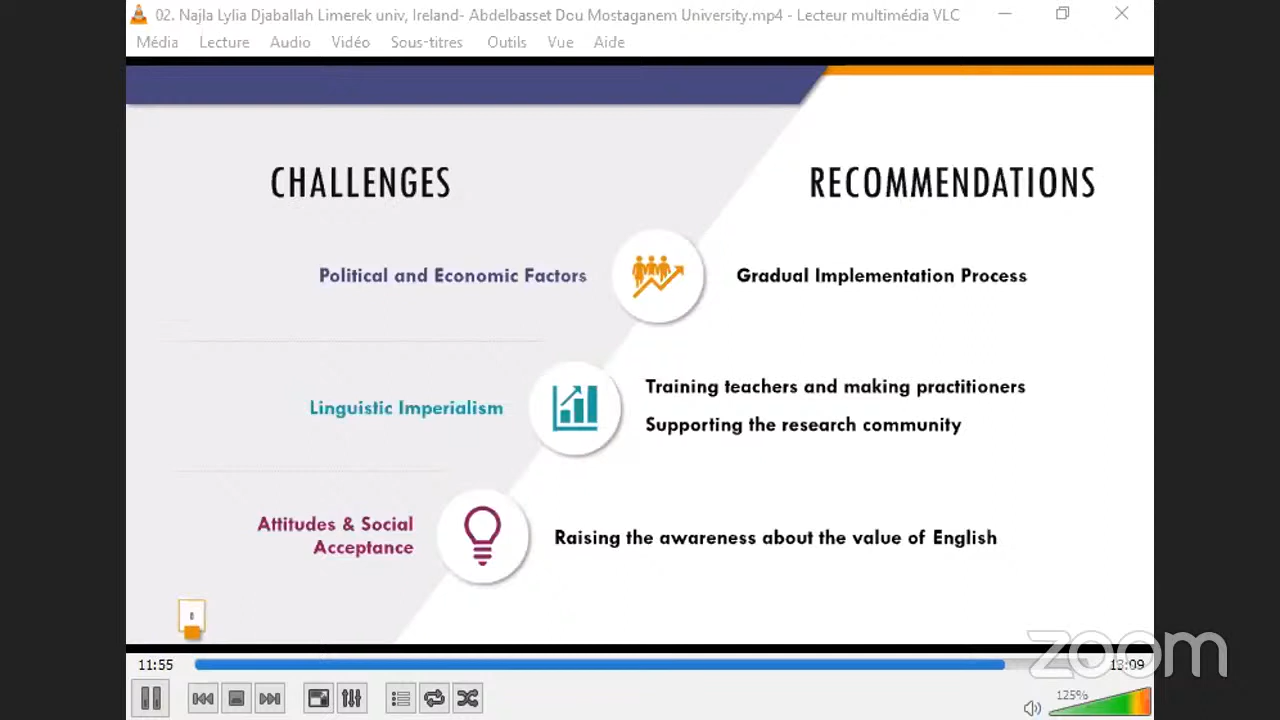 02. Najla Lylia Djaballah Limerek univ, Ireland- Abdelbasset Dou Mostaganem University.mp4 - Lecteur multimédia VLC
Média Lecture Audio Vidéo Sous-titres Outils Vue Aide
CHALLENGES
RECOMMENDATIONS
Political and Economic Factors
Gradual Implementation Process
Linguistic Imperialism
Training teachers and making practitioners
Supporting the research community
Attitudes & Social
Acceptance
Raising the awareness about the value of English
8
11:55
13:09
zoom
125%